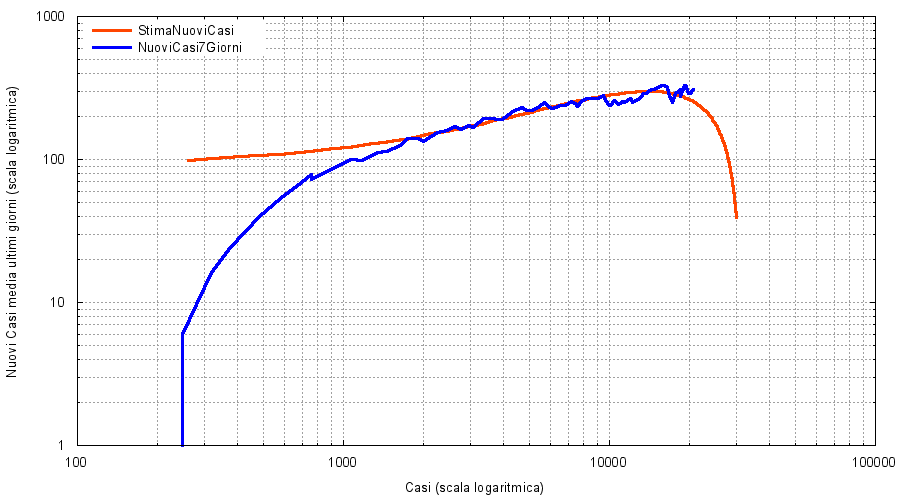 1000
StimaNuoviCasi
NuoviCasi7Giorni
100
10
1
Nuovi Casi media ultimi giorni (scala logaritmica)
100 1000 10000 100000
Casi (scala logaritmica)